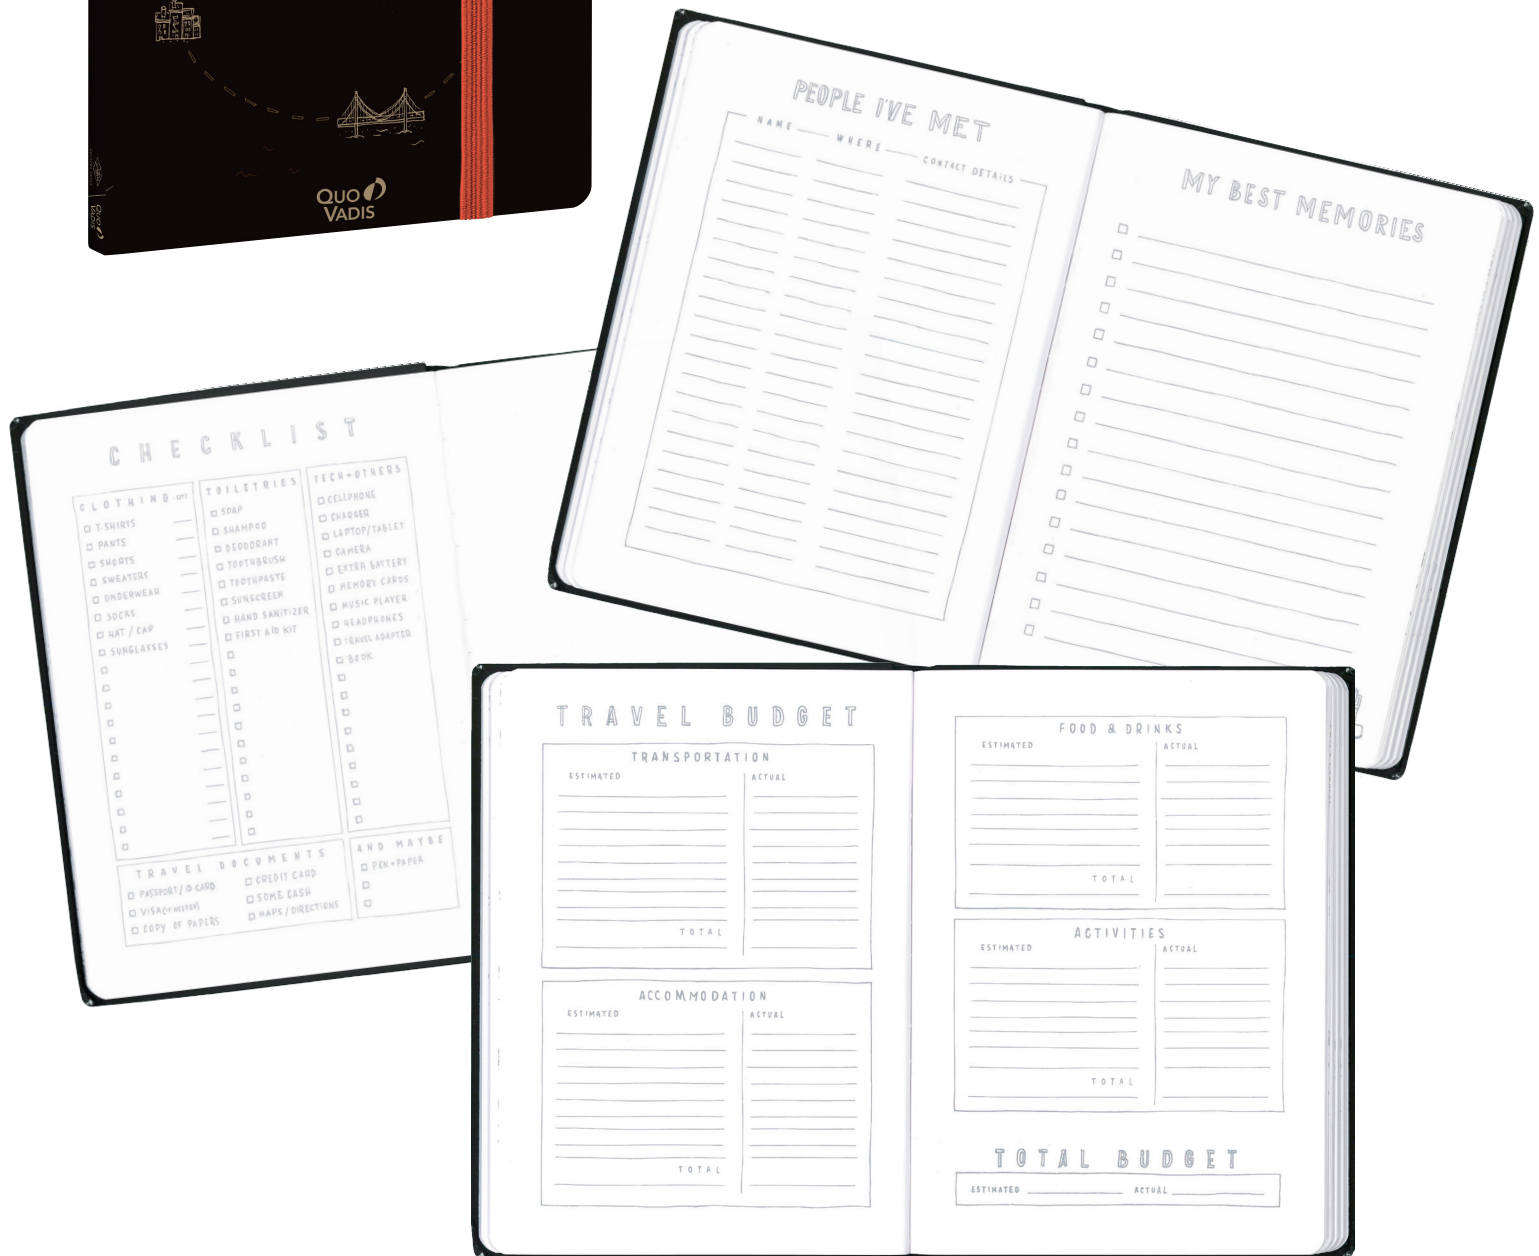 QUO
VADIS
QUO
VADIS
PEOPLE I'VE MET
NAME WHERE CONTACT DETAILS
MY BEST MEMORIES
CHECKLIST
CLOTHING QTY
T-SHIRTS
PANTS
SHORTS
SWEATERS
UNDERWEAR
SOCKS
HAT / CAP
SUNGLASSES
TOILETRIES
SOAP
SHAMPOO
DEODORANT
TOOTHBRUSH
TOOTHPASTE
SUNSCREEN
HAND SANITIZER
FIRST AID KIT
TECH+OTHERS
CELLPHONE
CHARGER
LAPTOP/TABLET
CAMERA
EXTRA BATTERY
MEMORY CARDS
MUSIC PLAYER
HEADPHONES
TRAVEL ADAPTER
BOOK
TRAVEL DOCUMENTS
PASSPORT/ID CARD
VISA (IF NEEDED)
COPY OF PAPERS
CREDIT CARD
SOME CASH
MAPS/DIRECTIONS
AND MAYBE
PEN+PAPER
TRAVEL BUDGET
TRANSPORTATION
ESTIMATED ACTUAL
TOTAL
ACCOMMODATION
ESTIMATED ACTUAL
TOTAL
FOOD & DRINKS
ESTIMATED ACTUAL
TOTAL
ACTIVITIES
ESTIMATED ACTUAL
TOTAL
TOTAL BUDGET
ESTIMATED ACTUAL